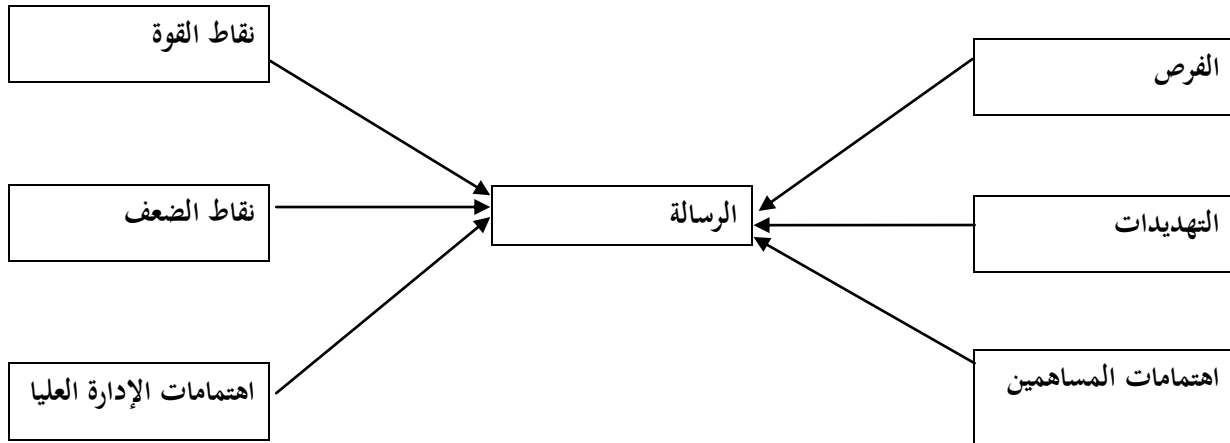 الفرص
نقاط القوة
التهديدات
الرسالة
نقاط الضعف
اهتمامات المساهمين
اهتمامات الإدارة العليا